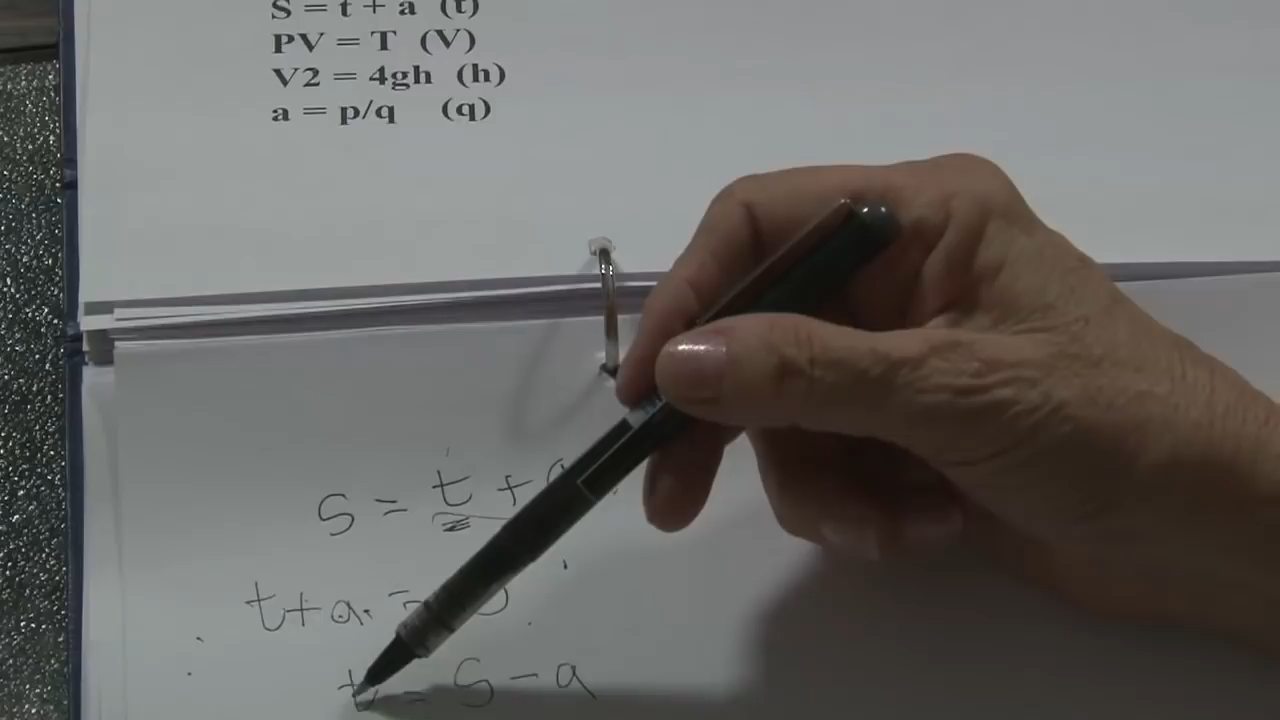 S = t + a (t)
PV = T (V)
V2 = 4gh (h)
a = p/q (q)
S = t + a
t + a = S
t = S - a